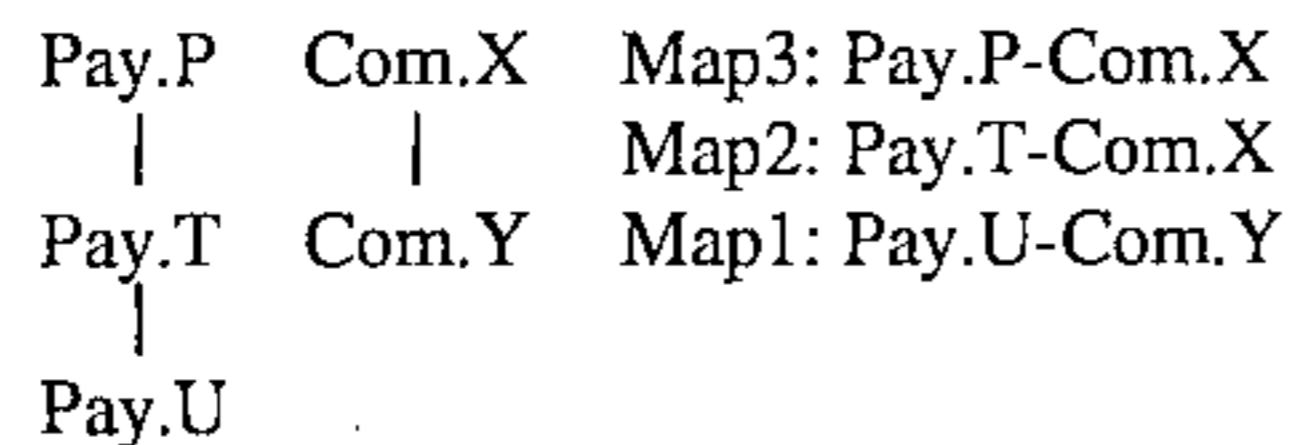 Pay.P Com.X Map3: Pay.P-Com.X
Pay.T Com.Y Map2: Pay.T-Com.X
Pay.U Map1: Pay.U-Com.Y